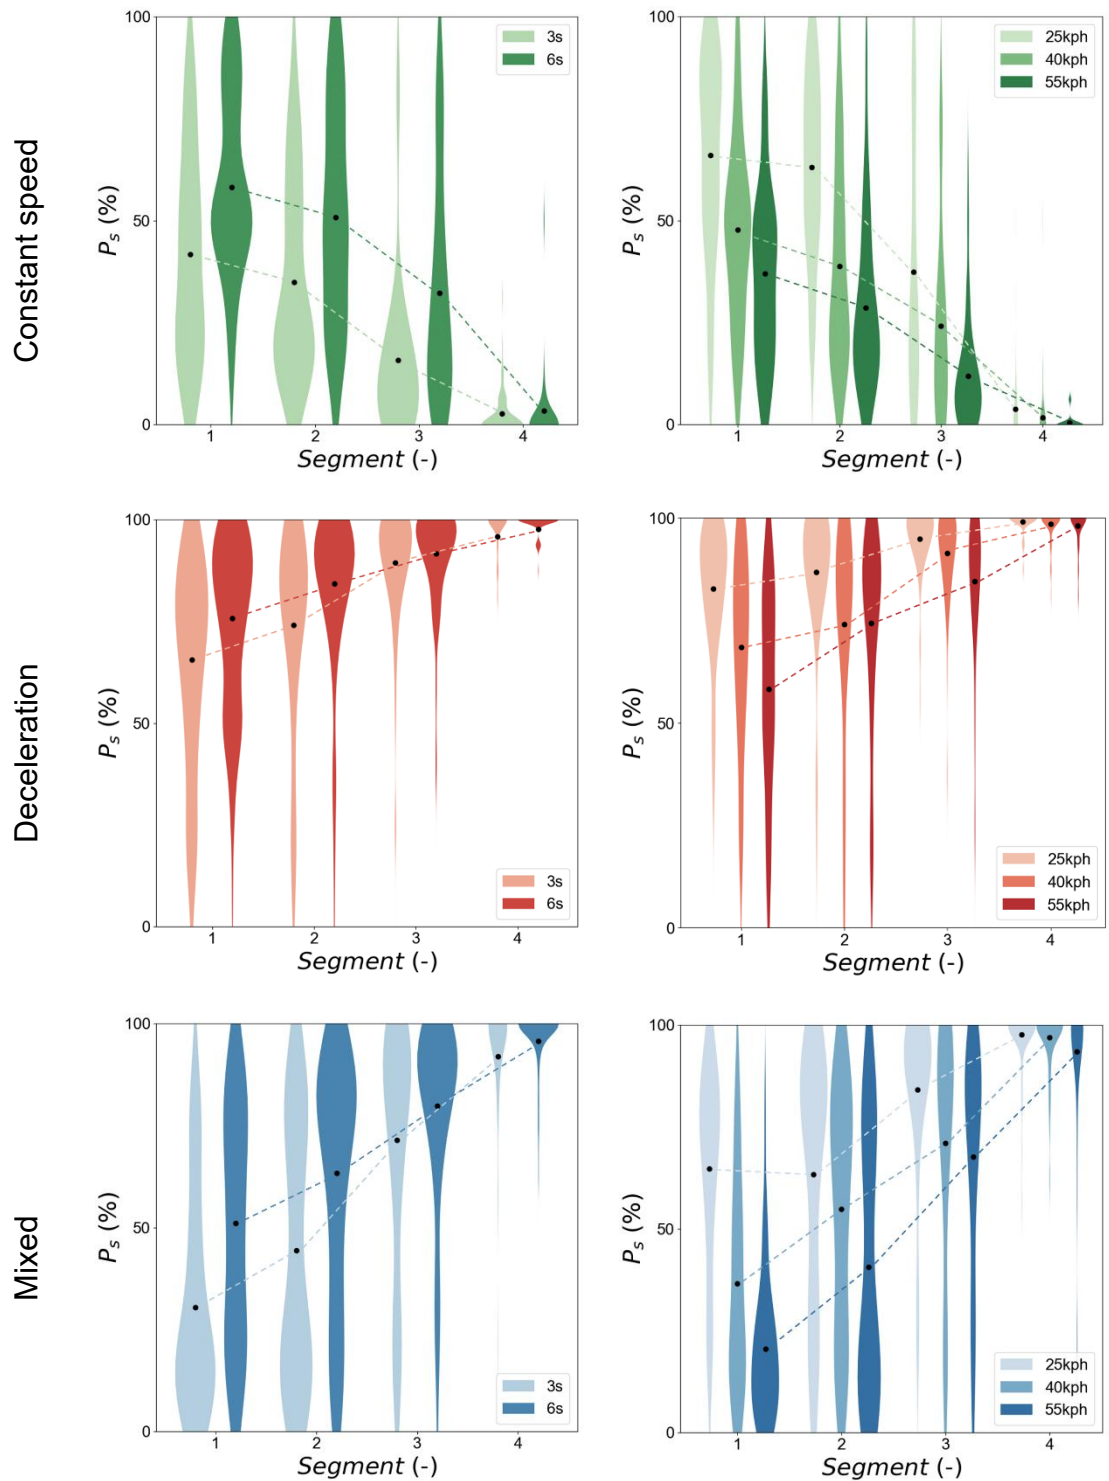 Constant speed
100
50
0
P_s (%)
1 2 3 4
Segment (-)
3s
6s
100
50
0
P_s (%)
1 2 3 4
Segment (-)
25kph
40kph
55kph
Deceleration
100
50
0
P_s (%)
1 2 3 4
Segment (-)
3s
6s
100
50
0
P_s (%)
1 2 3 4
Segment (-)
25kph
40kph
55kph
Mixed
100
50
0
P_s (%)
1 2 3 4
Segment (-)
3s
6s
100
50
0
P_s (%)
1 2 3 4
Segment (-)
25kph
40kph
55kph